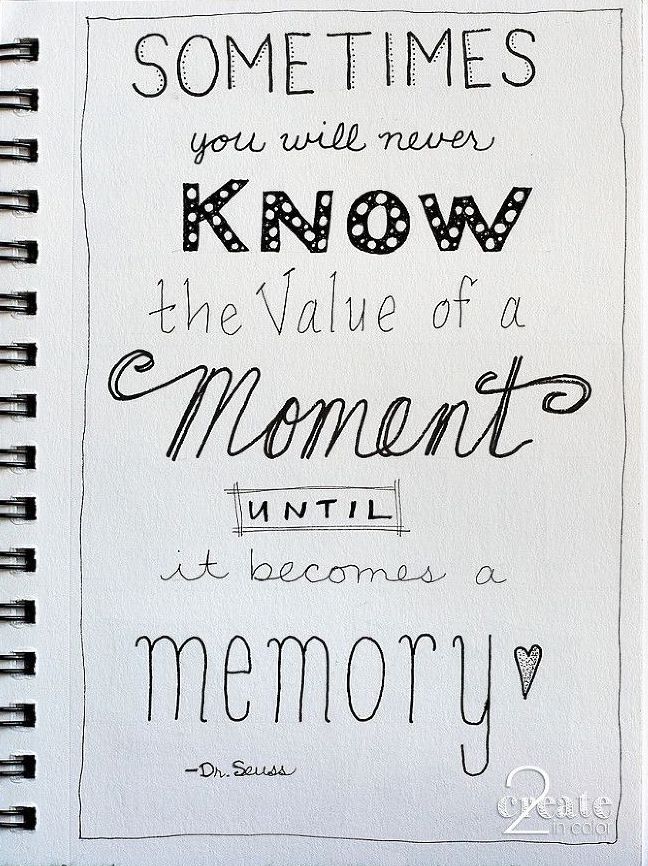 SOMETIMES
you will never
KNOW
the Value of a
Moment
UNTIL
it becomes a
memory
-Dr. Seuss
2
create
in color